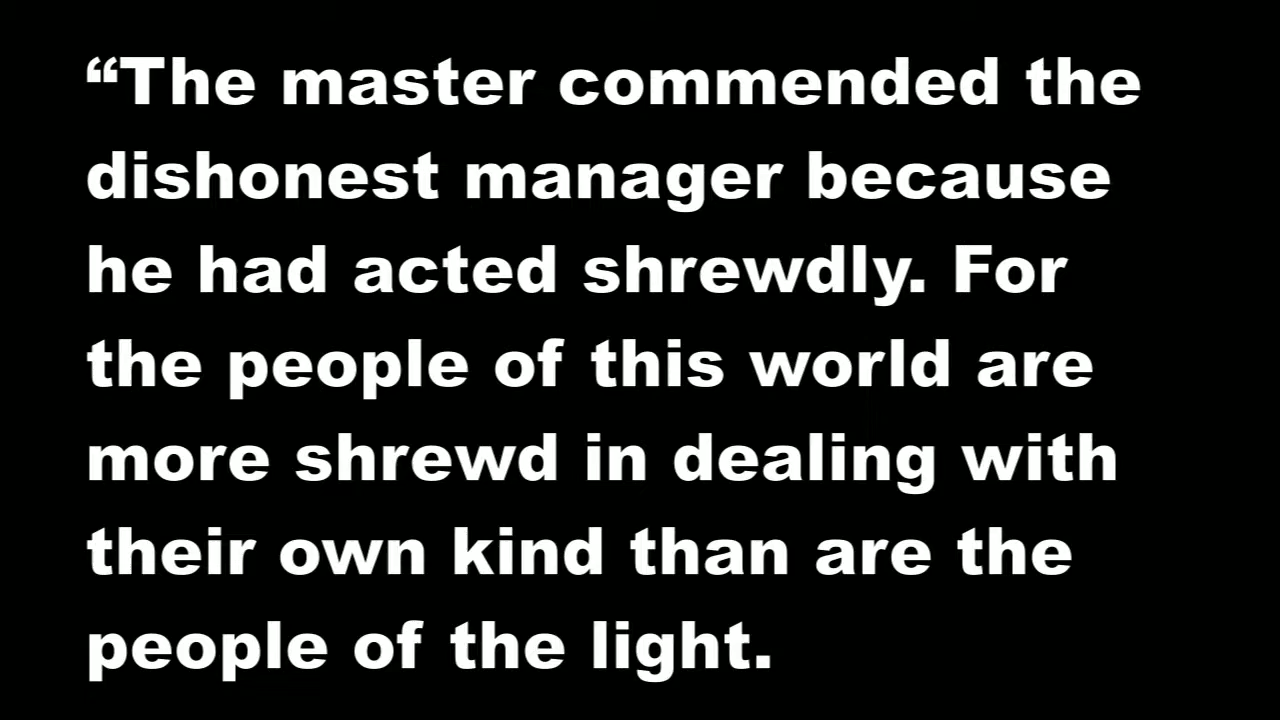 “The master commended the
dishonest manager because
he had acted shrewdly. For
the people of this world are
more shrewd in dealing with
their own kind than are the
people of the light.